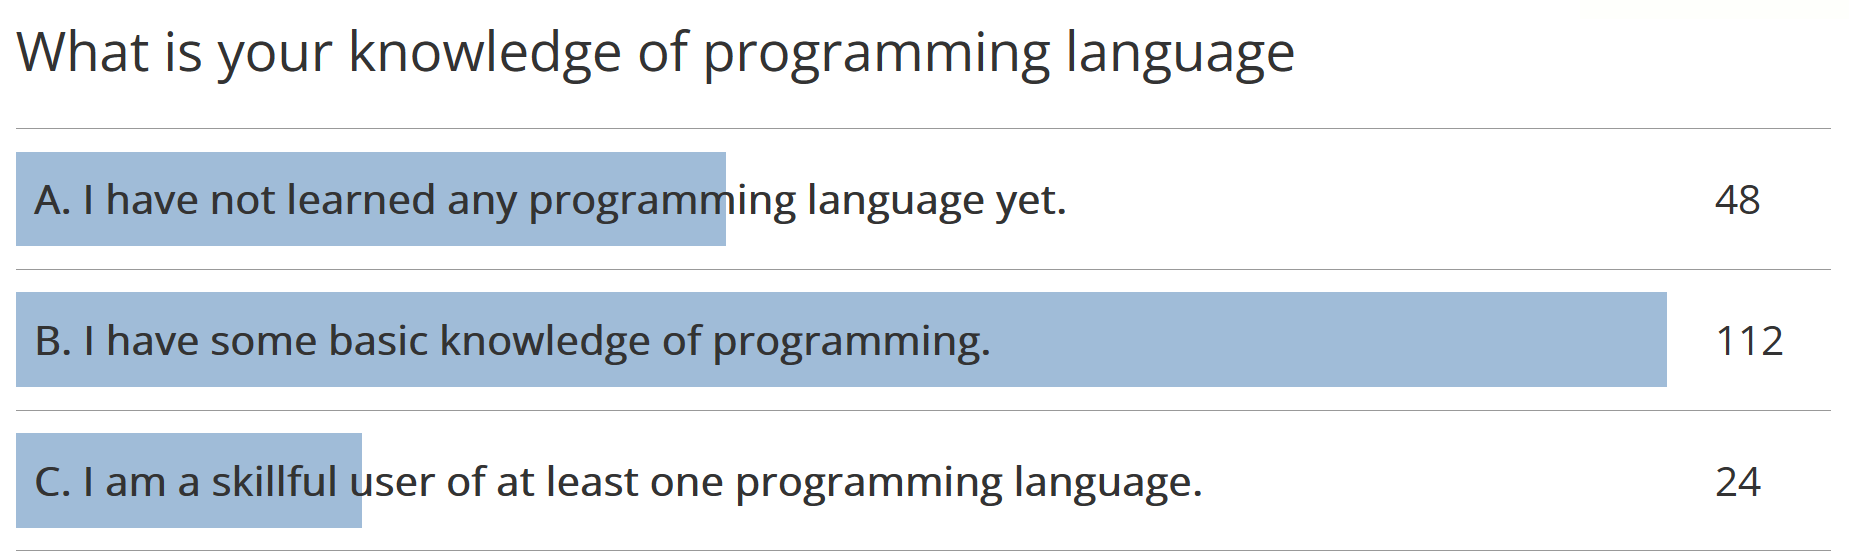 What is your knowledge of programming language
A. I have not learned any programming language yet. 48
B. I have some basic knowledge of programming. 112
C. I am a skillful user of at least one programming language. 24